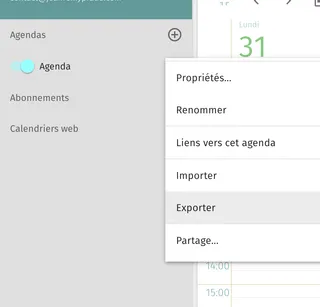 Agendas
Agenda
Abonnements
Calendriers web
Lundi
31
Propriétés...
Renommer
Liens vers cet agenda
Importer
Exporter
Partage...
14:00
15:00